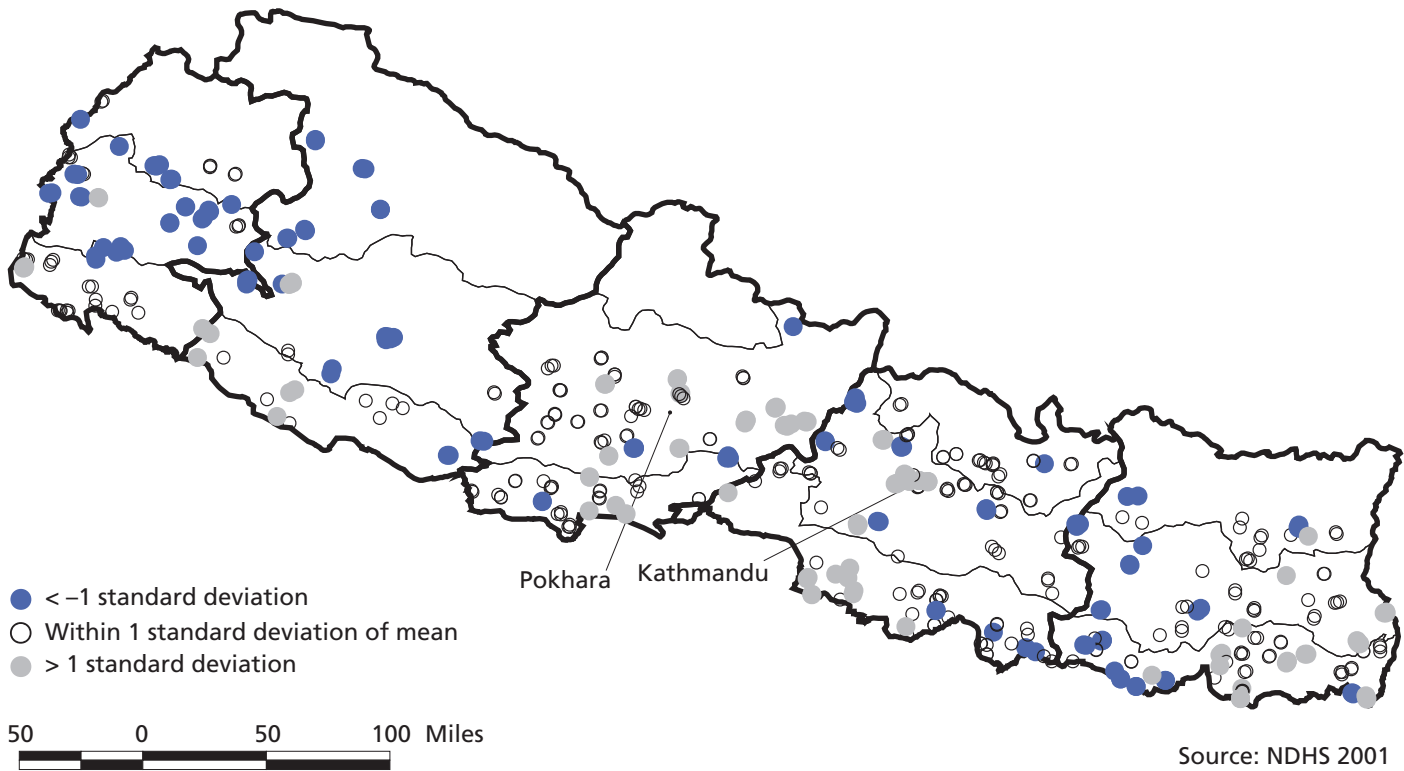 Pokhara
Kathmandu
< –1 standard deviation
Within 1 standard deviation of mean
> 1 standard deviation
50 0 50 100 Miles
Source: NDHS 2001